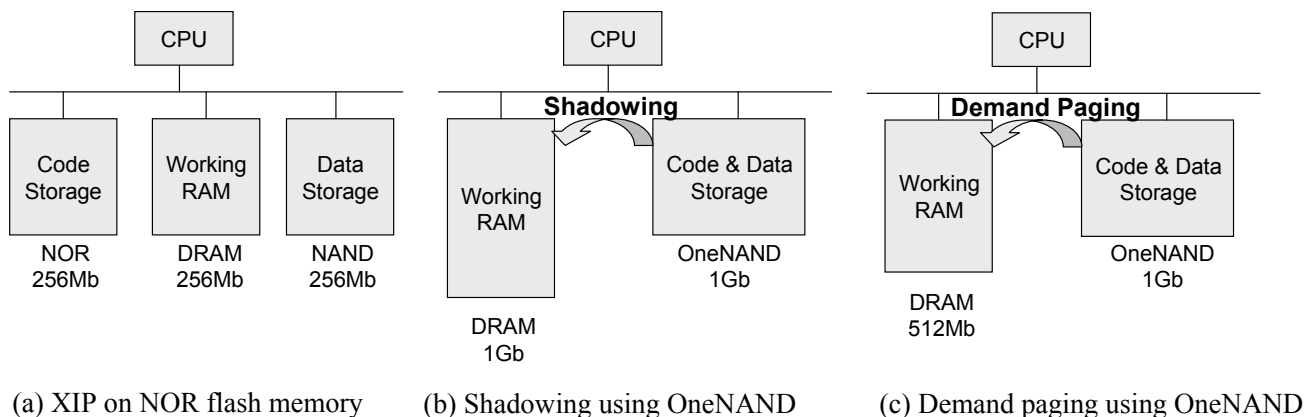 CPU
Code
Storage
NOR
256Mb
Working
RAM
DRAM
256Mb
Data
Storage
NAND
256Mb
(a) XIP on NOR flash memory
CPU
Shadowing
Working
RAM
DRAM
1Gb
Code & Data
Storage
OneNAND
1Gb
(b) Shadowing using OneNAND
CPU
Demand Paging
Working
RAM
DRAM
512Mb
Code & Data
Storage
OneNAND
1Gb
(c) Demand paging using OneNAND